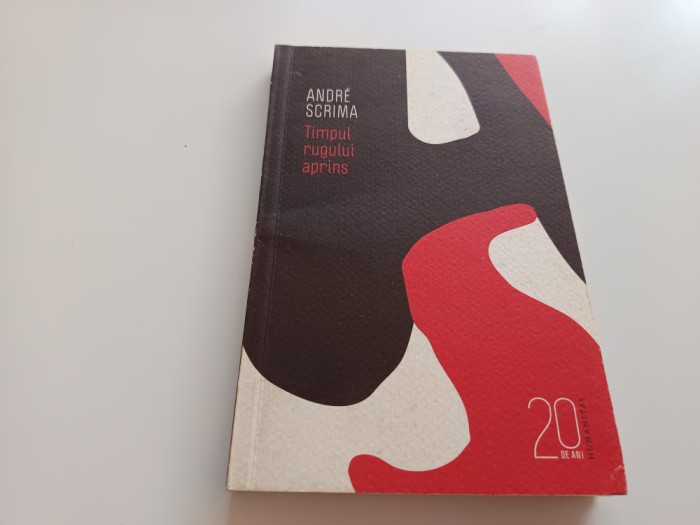 ANDRÉ
SCRIMA
Timpul
rugului
aprins
20
DE ANI
HUMANITAS